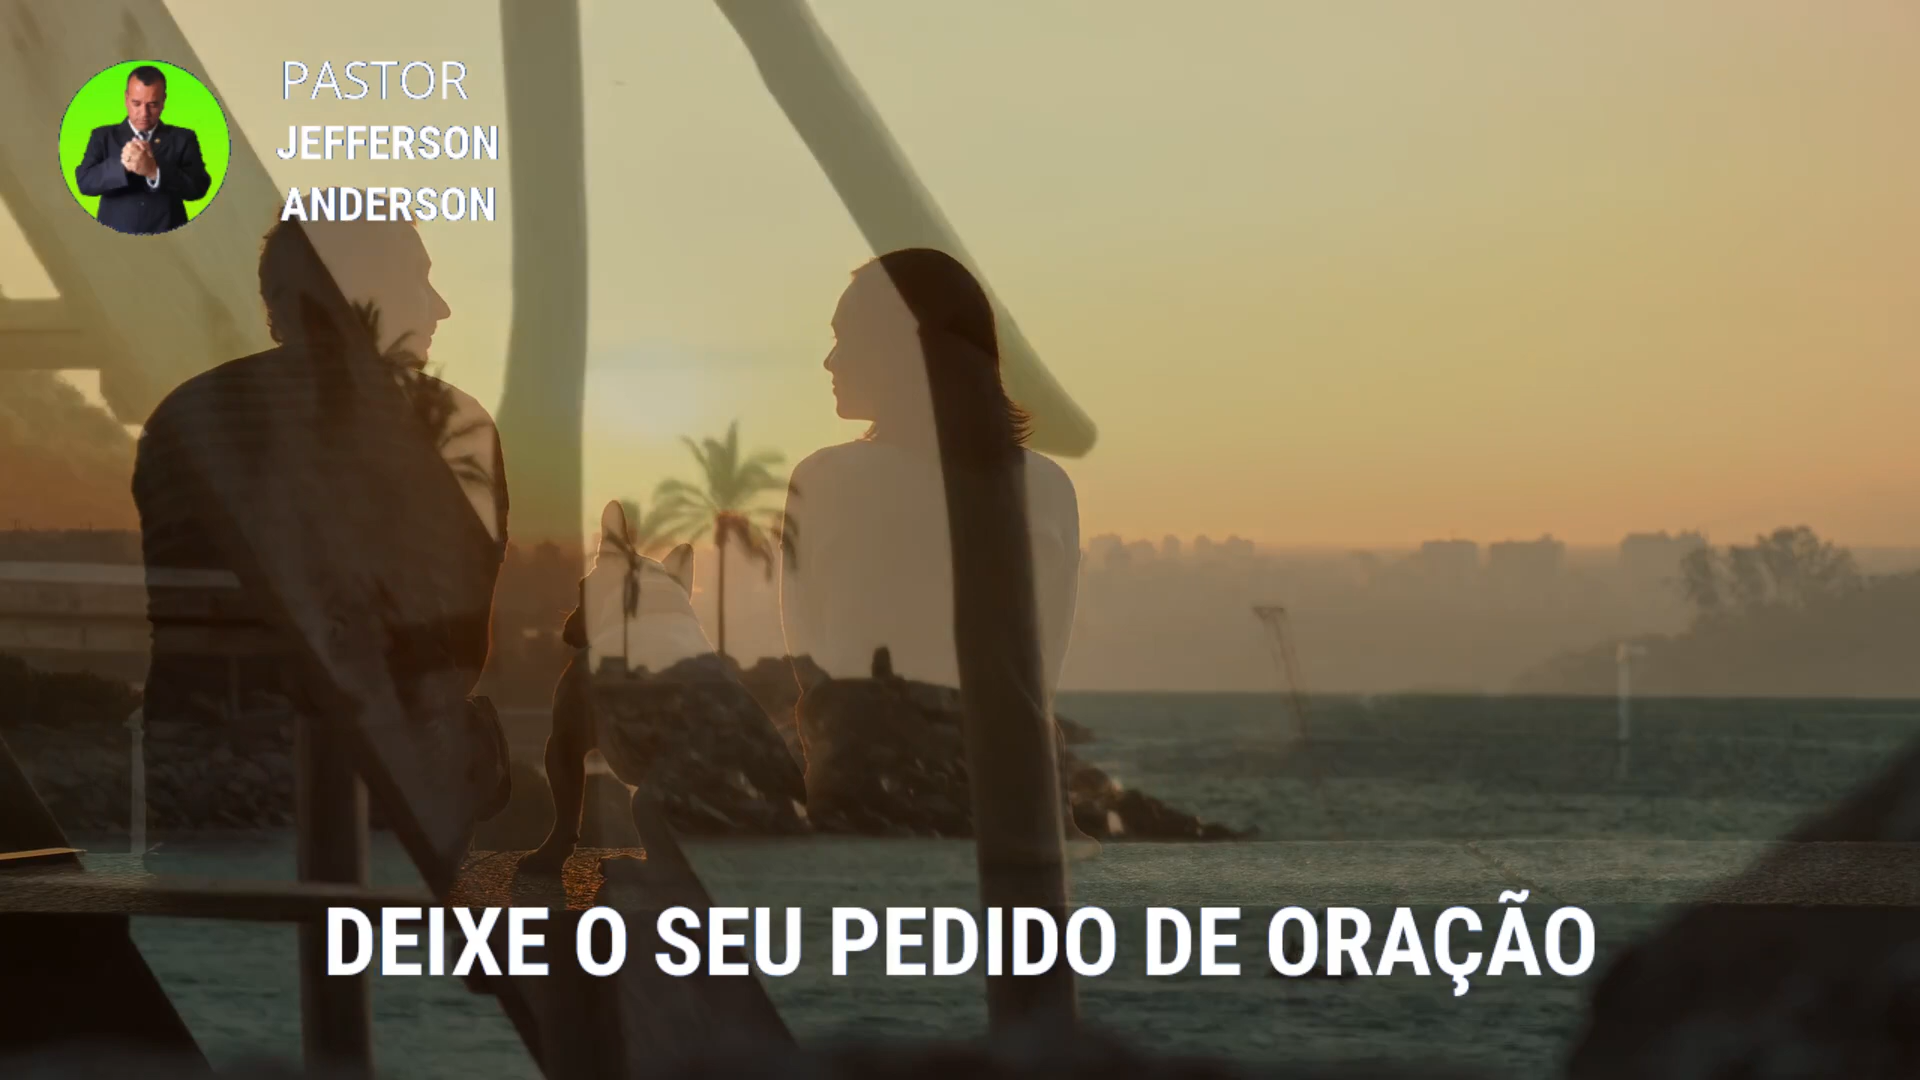 PASTOR
JEFFERSON
ANDERSON
DEIXE O SEU PEDIDO DE ORAÇÃO